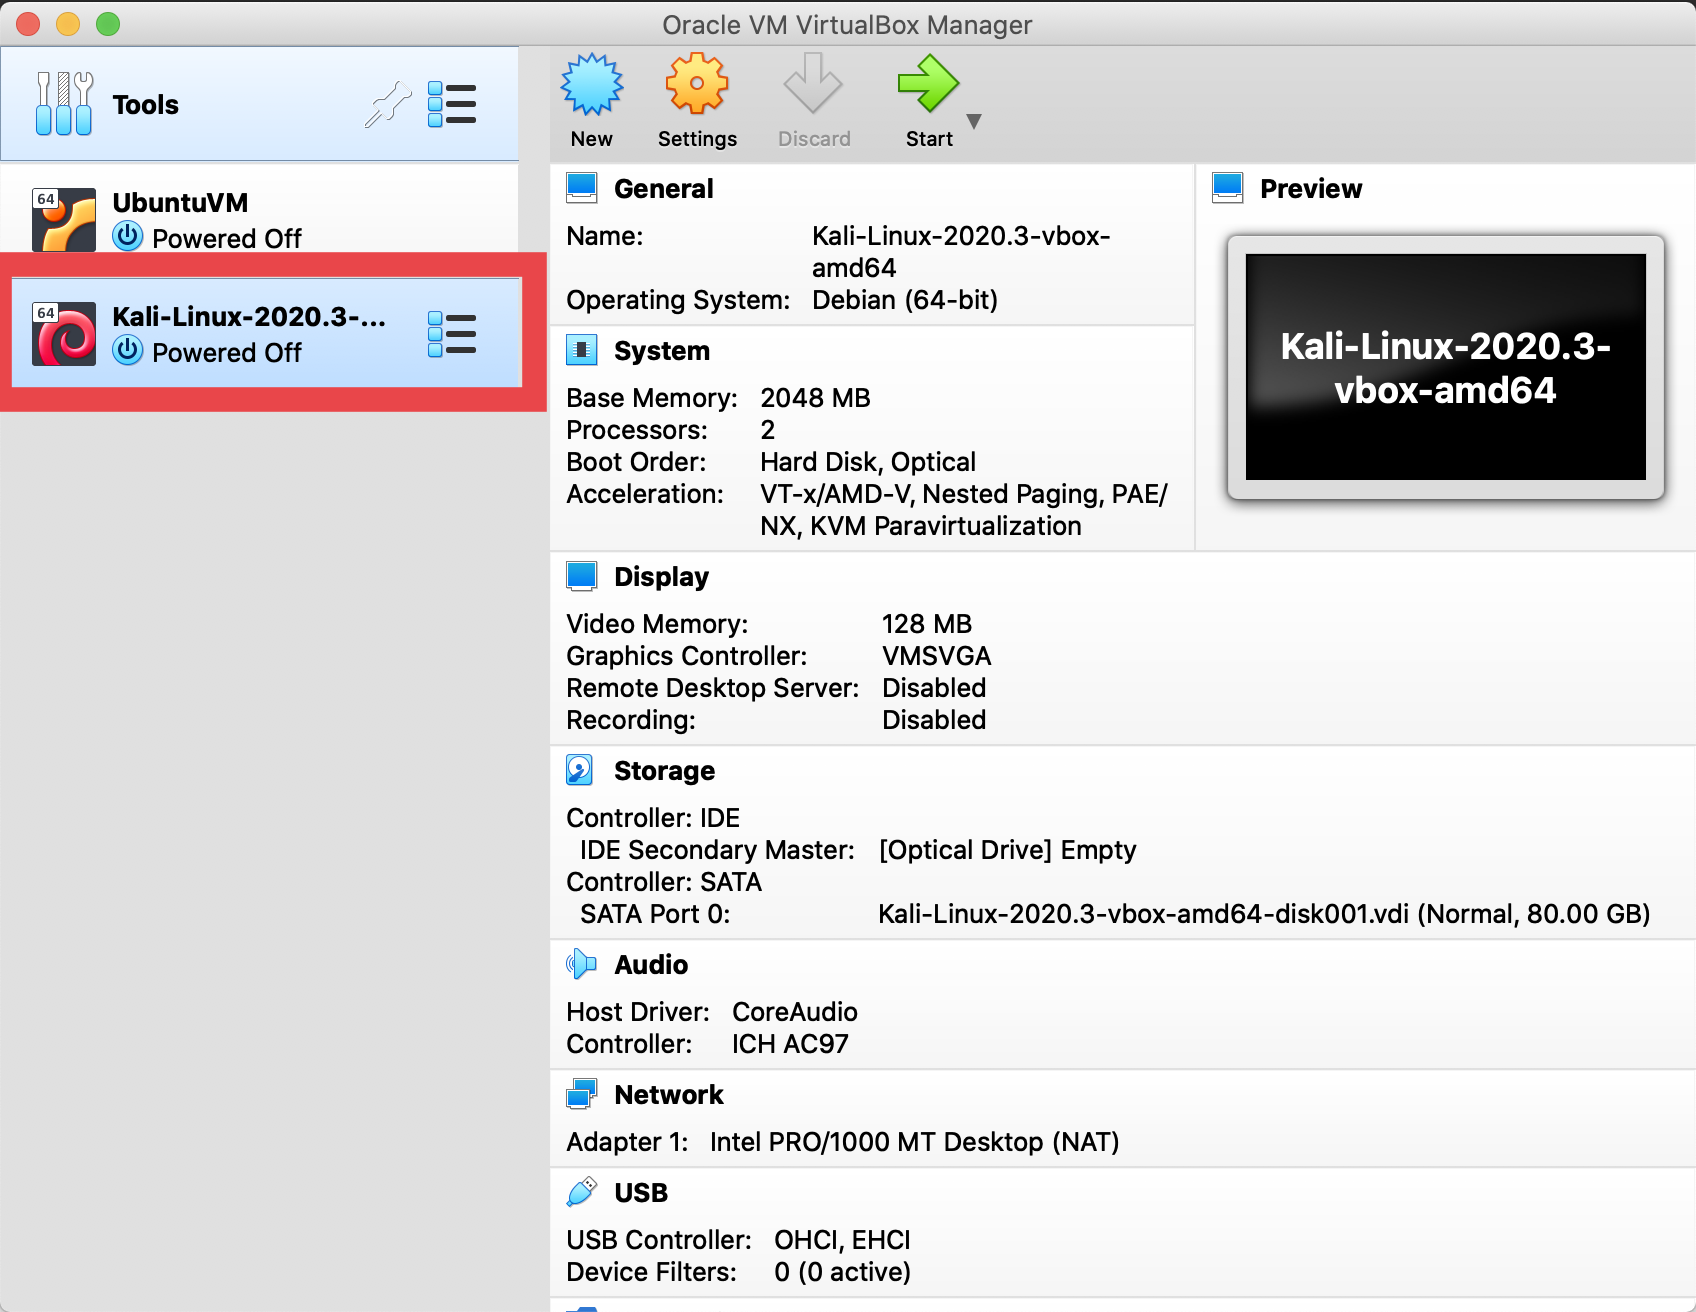 Oracle VM VirtualBox Manager
Tools
New
Settings
Discard
Start
64
UbuntuVM
Powered Off
64
Kali-Linux-2020.3-...
Powered Off
General
Name: Kali-Linux-2020.3-vbox-
amd64
Operating System: Debian (64-bit)
Preview
Kali-Linux-2020.3-
vbox-amd64
System
Base Memory: 2048 MB
Processors: 2
Boot Order: Hard Disk, Optical
Acceleration: VT-x/AMD-V, Nested Paging, PAE/
NX, KVM Paravirtualization
Display
Video Memory: 128 MB
Graphics Controller: VMSVGA
Remote Desktop Server: Disabled
Recording: Disabled
Storage
Controller: IDE
IDE Secondary Master: [Optical Drive] Empty
Controller: SATA
SATA Port 0: Kali-Linux-2020.3-vbox-amd64-disk001.vdi (Normal, 80.00 GB)
Audio
Host Driver: CoreAudio
Controller: ICH AC97
Network
Adapter 1: Intel PRO/1000 MT Desktop (NAT)
USB
USB Controller: OHCI, EHCI
Device Filters: 0 (0 active)